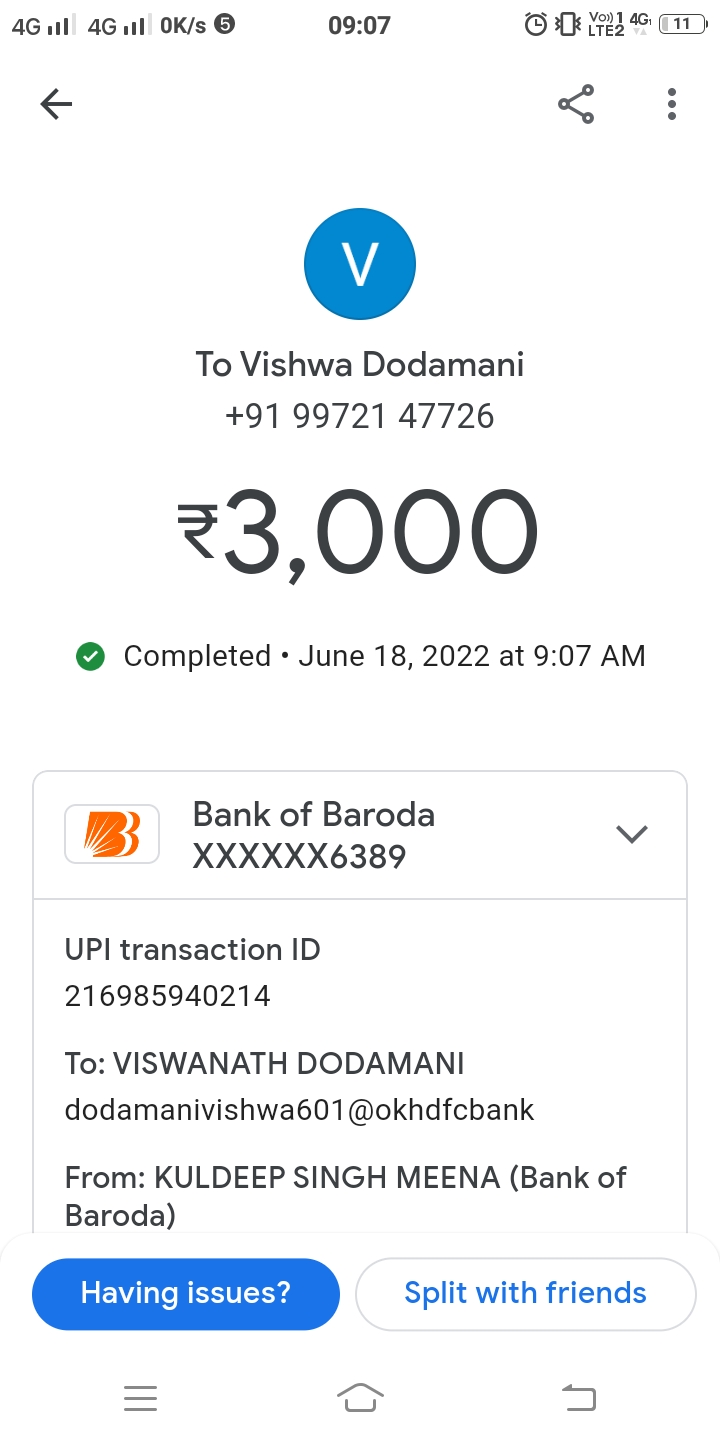 4G 4G 0K/s 5 09:07 Vo))1 LTE2 4G 11
V
To Vishwa Dodamani
+91 99721 47726
₹3,000
Completed • June 18, 2022 at 9:07 AM
Bank of Baroda
XXXXXX6389
UPI transaction ID
216985940214
To: VISWANATH DODAMANI
dodamanivishwa601@okhdfcbank
From: KULDEEP SINGH MEENA (Bank of
Baroda)
Having issues? Split with friends